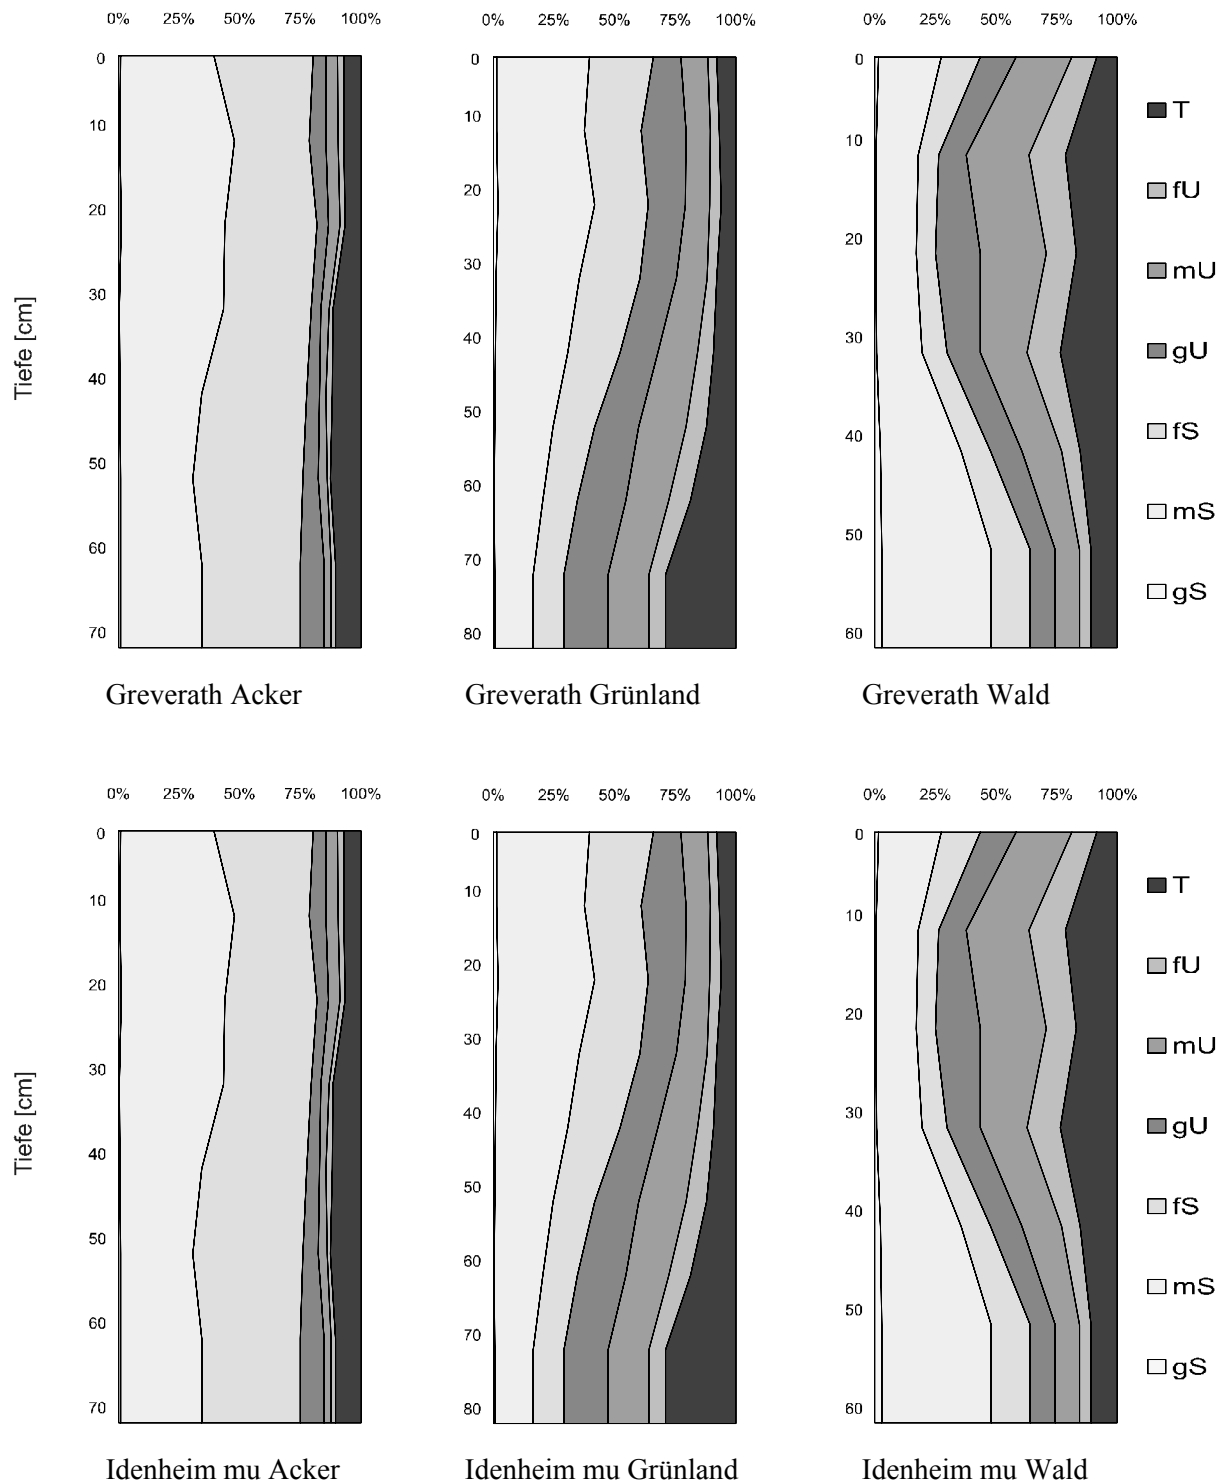 0% 25% 50% 75% 100%
0
10
20
30
40
50
60
70
Tiefe [cm]
Greverath Acker
0% 25% 50% 75% 100%
0
10
20
30
40
50
60
70
80
Greverath Grünland
0% 25% 50% 75% 100%
0
10
20
30
40
50
60
Greverath Wald
T
fU
mU
gU
fS
mS
gS
0% 25% 50% 75% 100%
0
10
20
30
40
50
60
70
Tiefe [cm]
Idenheim mu Acker
0% 25% 50% 75% 100%
0
10
20
30
40
50
60
70
80
Idenheim mu Grünland
0% 25% 50% 75% 100%
0
10
20
30
40
50
60
Idenheim mu Wald
T
fU
mU
gU
fS
mS
gS